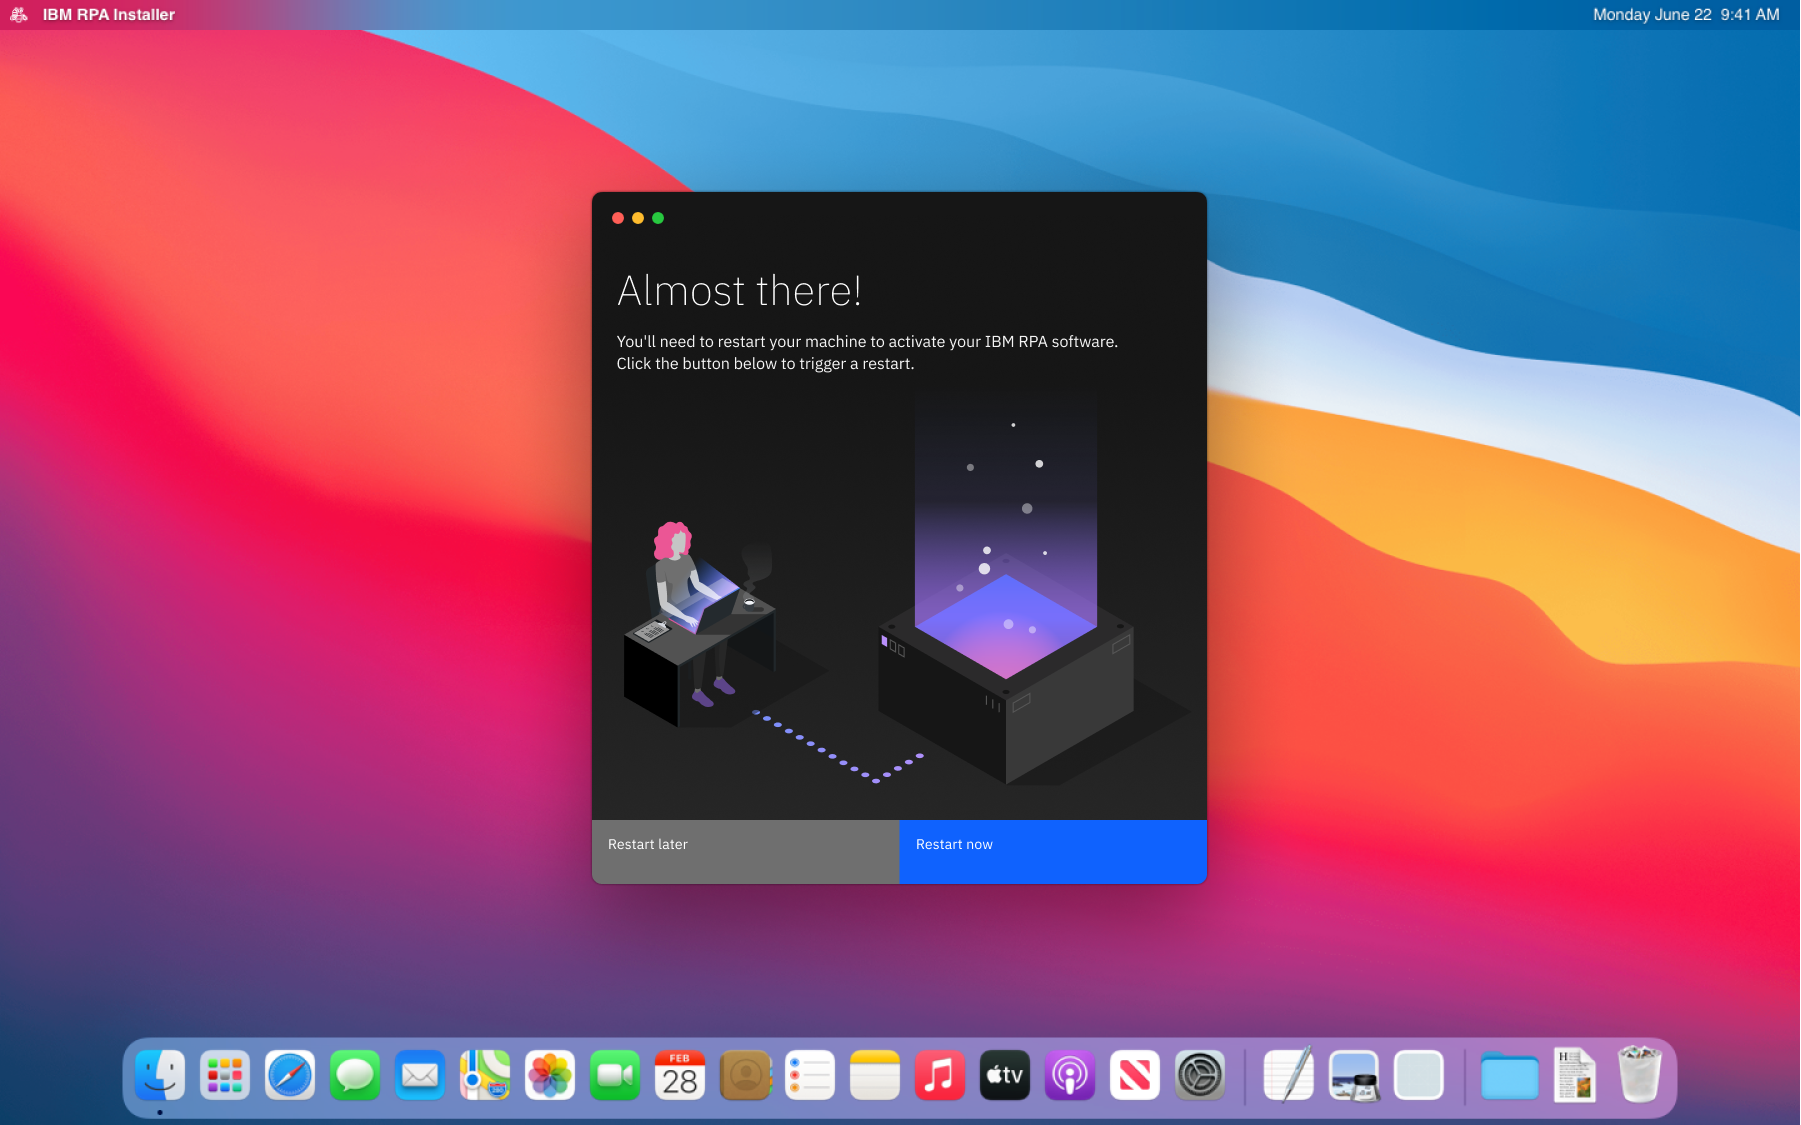 IBM RPA Installer
Monday June 22 9:41 AM
Almost there!
You'll need to restart your machine to activate your IBM RPA software.
Click the button below to trigger a restart.
Restart later
Restart now
FEB
28
tv